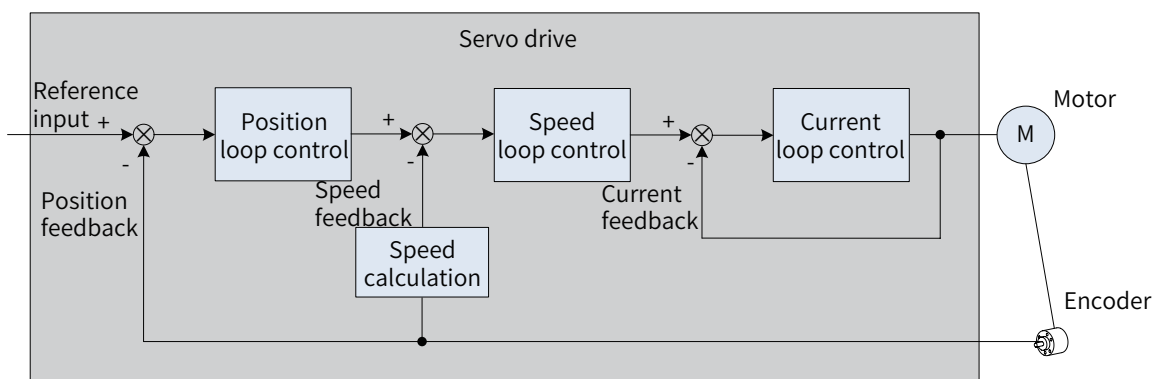 Servo drive
Reference
input
+
-
Position
loop control
+
-
Speed
loop control
+
-
Current
loop control
Motor
M
Position
feedback
Speed
feedback
Current
feedback
Speed
calculation
Encoder